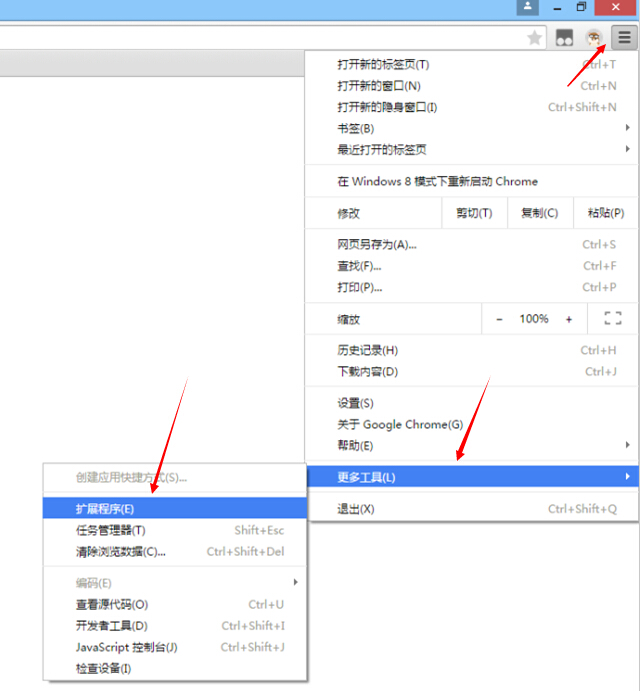 打开新的标签页(T) Ctrl+T
打开新的窗口(N) Ctrl+N
打开新的隐身窗口(I) Ctrl+Shift+N
书签(B)
最近打开的标签页
在 Windows 8 模式下重新启动 Chrome
修改 剪切(T) 复制(C) 粘贴(P)
网页另存为(A)... Ctrl+S
查找(F)... Ctrl+F
打印(P)... Ctrl+P
缩放 - 100% +
历史记录(H) Ctrl+H
下载内容(D) Ctrl+J
设置(S)
关于 Google Chrome(G)
帮助(E)
更多工具(L)
退出(X) Ctrl+Shift+Q
创建应用快捷方式(S)...
扩展程序(E)
任务管理器(T) Shift+Esc
清除浏览数据(C)... Ctrl+Shift+Del
编码(E)
查看源代码(O) Ctrl+U
开发者工具(D) Ctrl+Shift+I
JavaScript 控制台(J) Ctrl+Shift+J
检查设备(I)